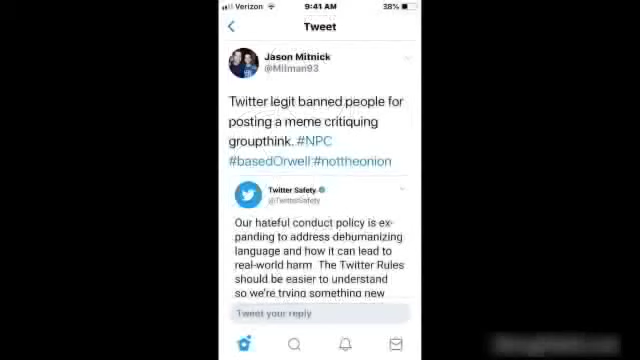 Verizon 9:41 AM 38%
Tweet
Jason Mitnick
@Mitman93
Twitter legit banned people for
posting a meme critiquing
groupthink. #NPC
#basedOrwell #nottheonion
Twitter Safety
@TwitterSafety
Our hateful conduct policy is ex-
panding to address dehumanizing
language and how it can lead to
real-world harm The Twitter Rules
should be easier to understand
so we're trying something new
Tweet your reply